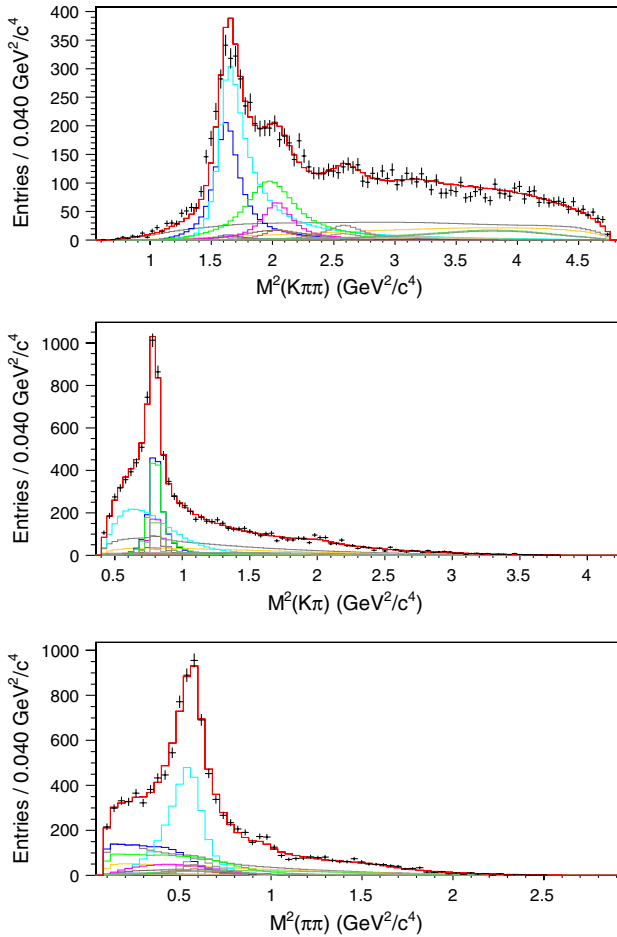 400
350
300
250
200
150
100
50
0
Entries / 0.040 GeV²/c⁴
1 1.5 2 2.5 3 3.5 4 4.5
M²(Kππ) (GeV²/c⁴)
1000
800
600
400
200
0
Entries / 0.040 GeV²/c⁴
0.5 1 1.5 2 2.5 3 3.5 4
M²(Kπ) (GeV²/c⁴)
1000
800
600
400
200
0
Entries / 0.040 GeV²/c⁴
0.5 1 1.5 2 2.5
M²(ππ) (GeV²/c⁴)